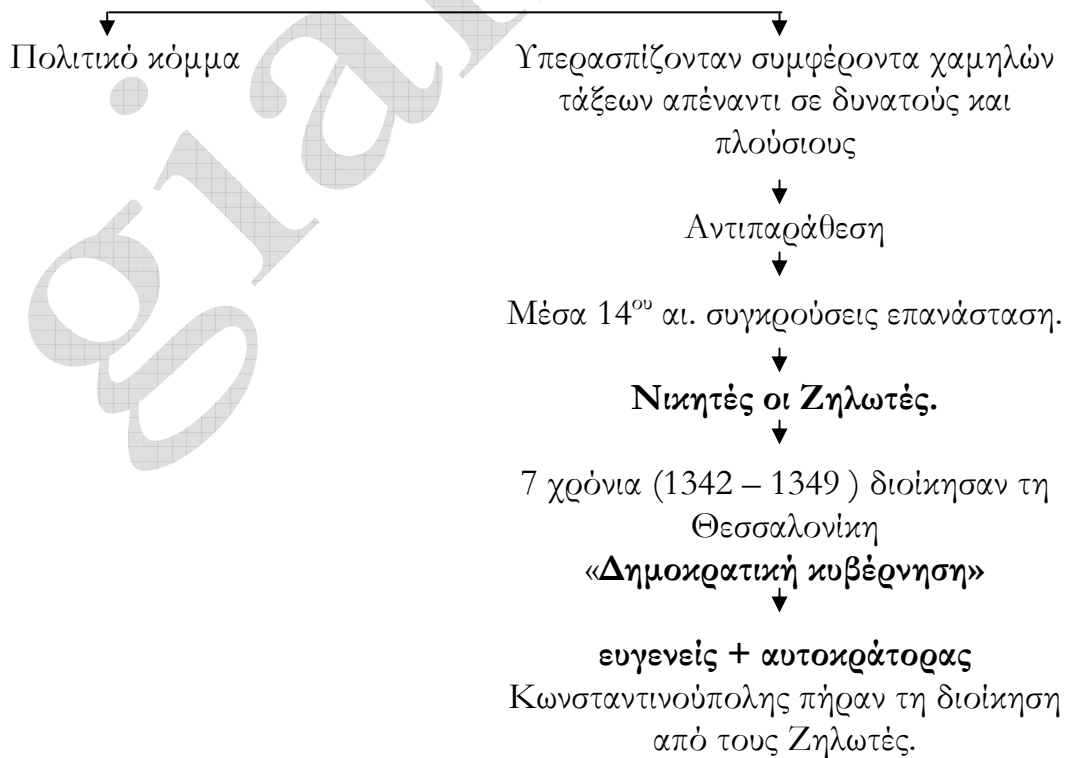 Πολιτικό κόμμα
Υπερασπίζονταν συμφέροντα χαμηλών
τάξεων απέναντι σε δυνατούς και
πλούσιους
Αντιπαράθεση
Μέσα 14ου αι. συγκρούσεις επανάσταση.
Νικητές οι Ζηλωτές.
7 χρόνια (1342 – 1349 ) διοίκησαν τη
Θεσσαλονίκη
«Δημοκρατική κυβέρνηση»
ευγενείς + αυτοκράτορας
Κωνσταντινούπολης πήραν τη διοίκηση
από τους Ζηλωτές.